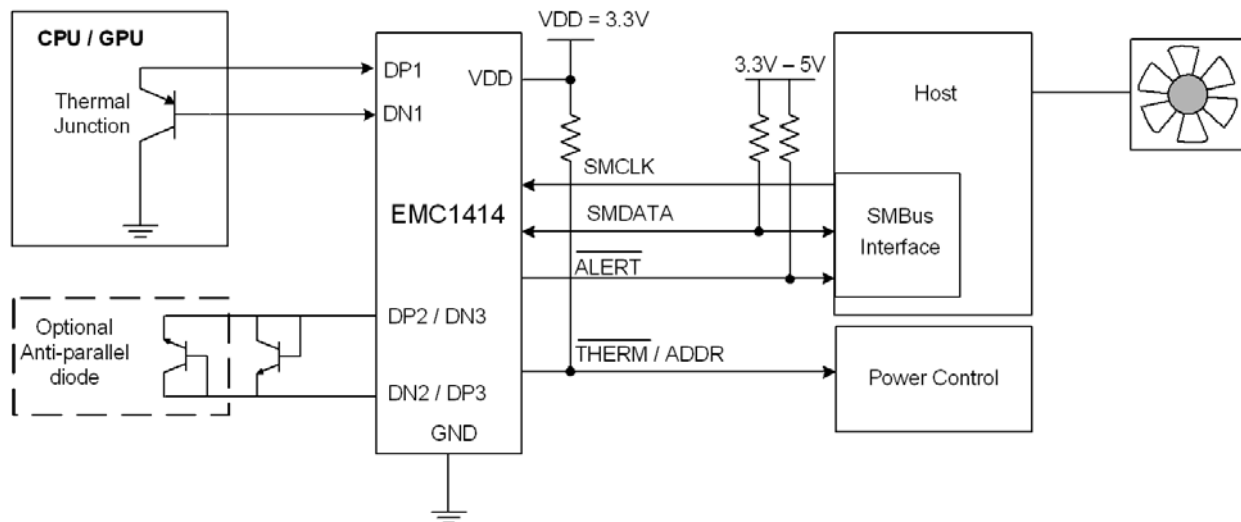 CPU / GPU
Thermal
Junction
DP1
DN1
VDD
VDD = 3.3V
3.3V – 5V
Host
SMCLK
EMC1414
SMDATA
SMBus
Interface
ALERT
Optional
Anti-parallel
diode
DP2 / DN3
DN2 / DP3
THERM / ADDR
Power Control
GND